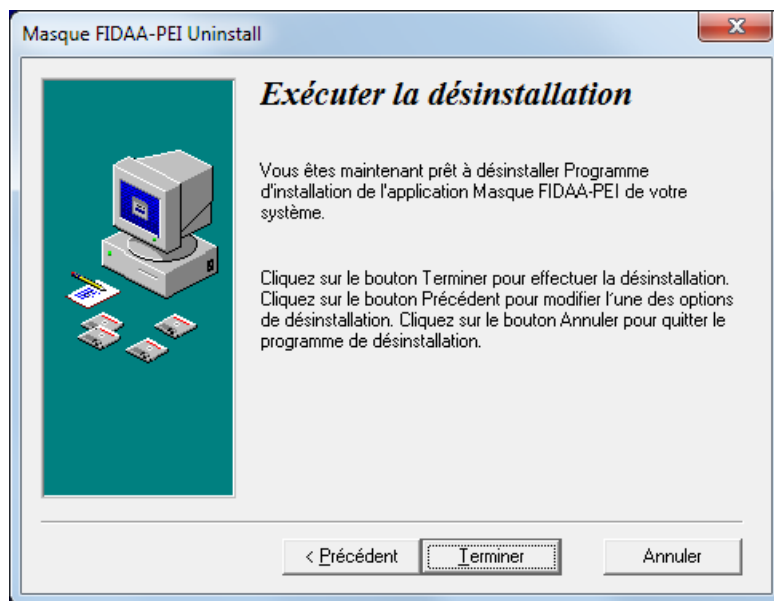 Masque FIDAA-PEI Uninstall
Exécuter la désinstallation
Vous êtes maintenant prêt à désinstaller Programme
d'installation de l'application Masque FIDAA-PEI de votre
système.
Cliquez sur le bouton Terminer pour effectuer la désinstallation.
Cliquez sur le bouton Précédent pour modifier l'une des options
de désinstallation. Cliquez sur le bouton Annuler pour quitter le
programme de désinstallation.
< Précédent Terminer Annuler